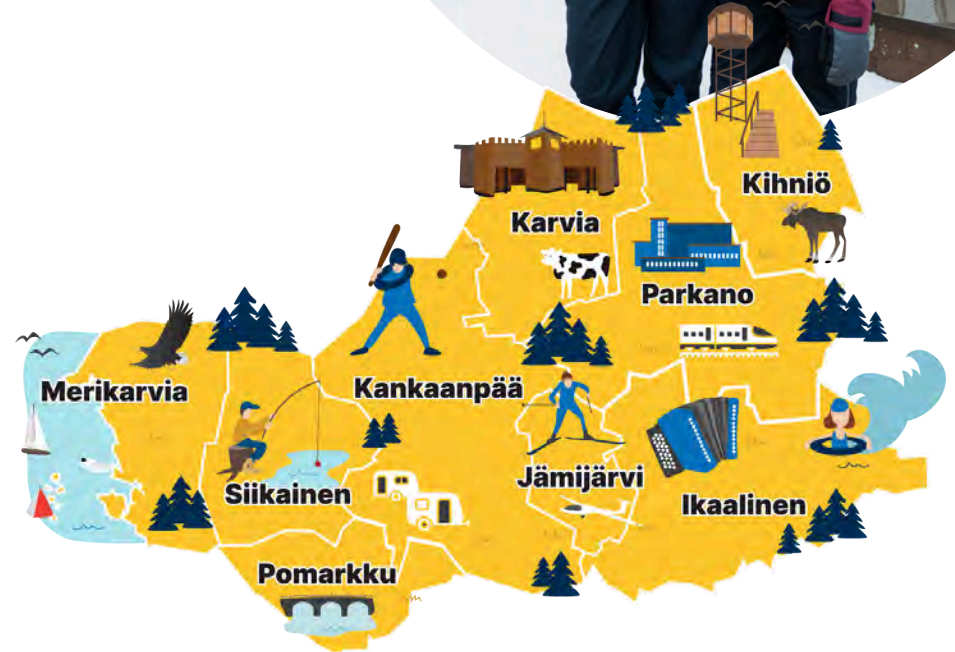 Kihniö
Karvia
Parkano
Merikarvia
Kankaanpää
Jämijärvi
Siikainen
Ikaalinen
Pomarkku